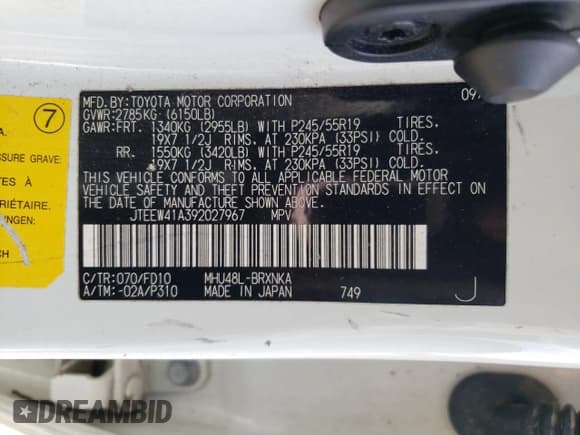 MFD.BY:TOYOTA MOTOR CORPORATION 09/
GVWR:2785KG (6150LB)
GAWR:FRT. 1340KG (2955LB) WITH P245/55R19 TIRES.
19X7 1/2J RIMS. AT 230KPA (33PSI) COLD.
RR. 1550KG (3420LB) WITH P245/55R19 TIRES.
19X7 1/2J RIMS. AT 230KPA (33PSI) COLD.
THIS VEHICLE CONFORMS TO ALL APPLICABLE FEDERAL MOTOR
VEHICLE SAFETY AND THEFT PREVENTION STANDARDS IN EFFECT ON
THE DATE OF MANUFACTURE SHOWN ABOVE.
JTEEW41A392027967 MPV
C/TR:070/FD10 MHU48L-BRXNKA
A/TM:-02A/P310 MADE IN JAPAN 749 J
7
A.
SSURE GRAVE:
TES À
RIÉTAIRE.
NUNGEN:
CH
DREAMBID